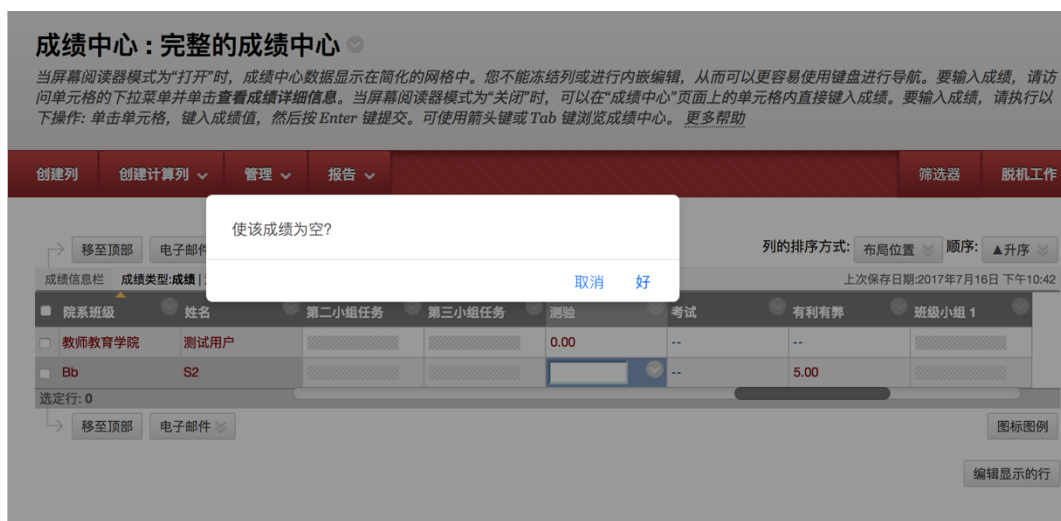 成绩中心 : 完整的成绩中心
当屏幕阅读器模式为“打开”时，成绩中心数据显示在简化的网格中。您不能冻结列或进行内嵌编辑，从而可以更容易使用键盘进行导航。要输入成绩，请访
问单元格的下拉菜单并单击查看成绩详细信息。当屏幕阅读器模式为“关闭”时，可以在“成绩中心”页面上的单元格内直接键入成绩。要输入成绩，请执行以
下操作: 单击单元格，键入成绩值，然后按 Enter 键提交。可使用箭头键或 Tab 键浏览成绩中心。 更多帮助
创建列 创建计算列 管理 报告 筛选器 脱机工作
使该成绩为空?
取消 好
移至顶部 电子邮件 列的排序方式: 布局位置 顺序: ▲升序
成绩信息栏 成绩类型:成绩 | 上次保存日期:2017年7月16日 下午10:42
院系班级 姓名 第二小组任务 第三小组任务 测验 考试 有利有弊 班级小组 1
教师教育学院 测试用户 0.00 -- --
Bb S2 -- 5.00
选定行: 0
移至顶部 电子邮件 图标图例
编辑显示的行